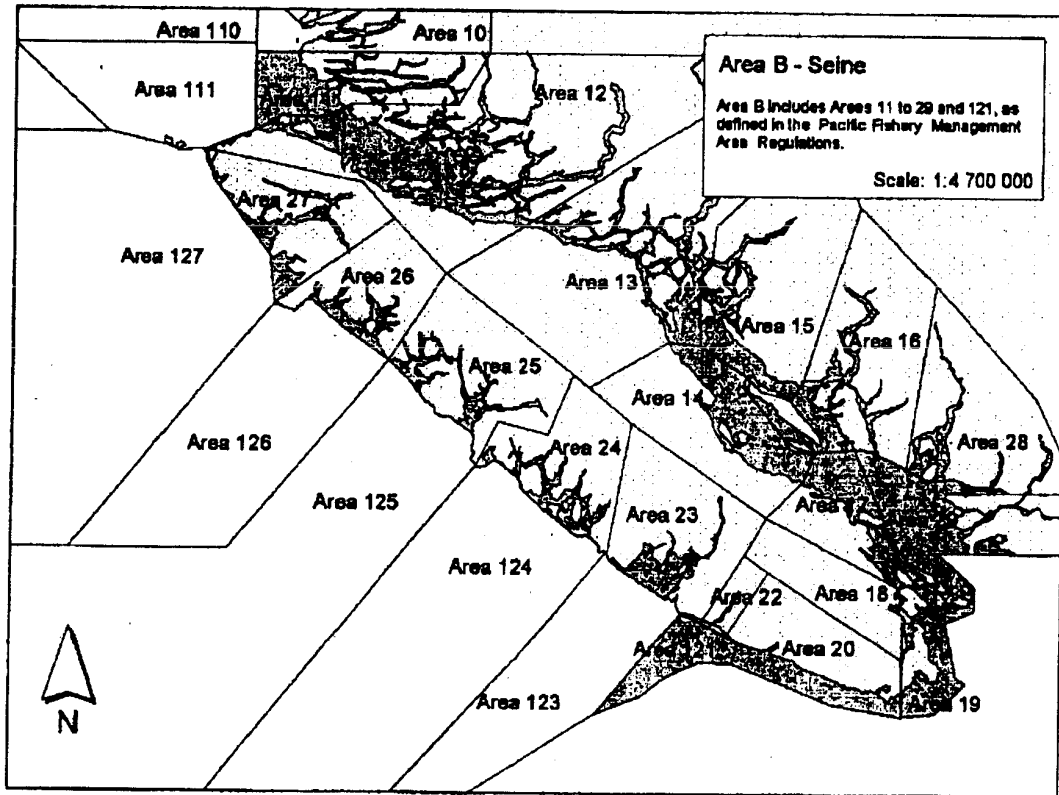 Area 110
Area 10
Area B - Seine
Area 111
Area 12
Area B includes Areas 11 to 29 and 121, as
defined in the Pacific Fishery Management
Area Regulations.
Scale: 1:4 700 000
Area 27
Area 127
Area 26
Area 13
Area 15
Area 16
Area 25
Area 14
Area 126
Area 24
Area 28
Area 125
Area 23
Area 124
Area 22
Area 18
Area 121
Area 20
Area 123
Area 19
N